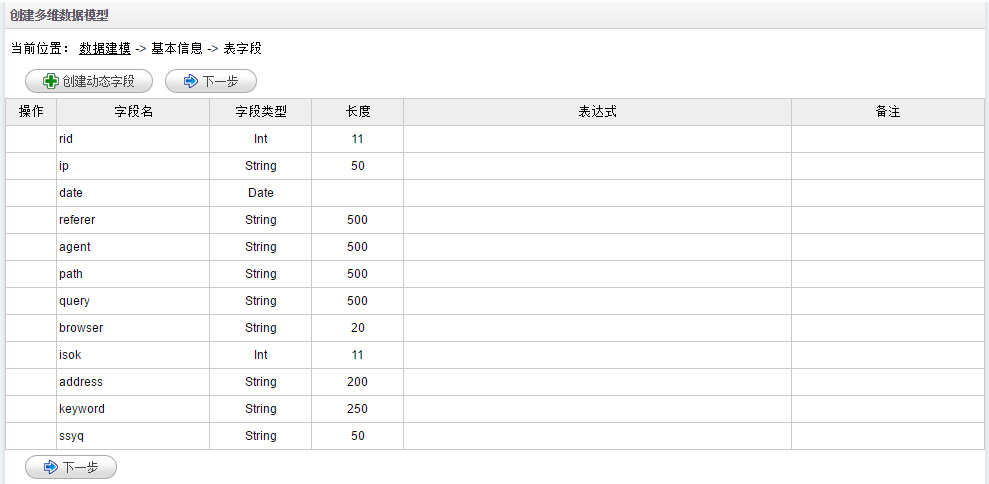 创建多维数据模型
当前位置： 数据建模 -> 基本信息 -> 表字段
创建动态字段 下一步
操作 字段名 字段类型 长度 表达式 备注
rid Int 11
ip String 50
date Date
referer String 500
agent String 500
path String 500
query String 500
browser String 20
isok Int 11
address String 200
keyword String 250
ssyq String 50
下一步